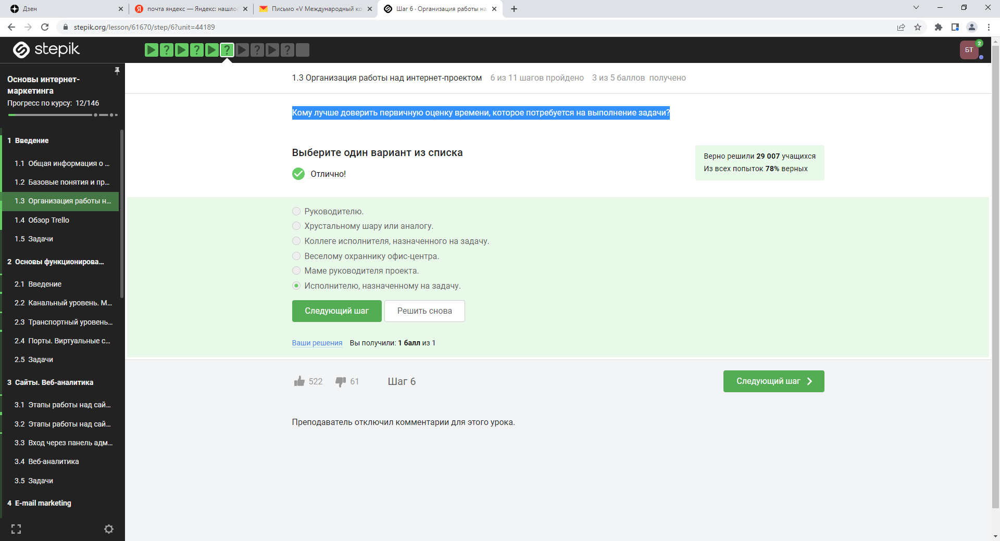 Дзен
почта яндекс — Яндекс: нашлос
Письмо «V Международный ко
Шаг 6 · Организация работы на
stepik.org/lesson/61670/step/6?unit=44189
stepik
? ? ? ? ?
БТ
2
Основы интернет-
маркетинга
Прогресс по курсу: 12/146
1 Введение
1.1 Общая информация о ...
1.2 Базовые понятия и пр...
1.3 Организация работы н...
1.4 Обзор Trello
1.5 Задачи
2 Основы функционирова...
2.1 Введение
2.2 Канальный уровень. М...
2.3 Транспортный уровень...
2.4 Порты. Виртуальные с...
2.5 Задачи
3 Сайты. Веб-аналитика
3.1 Этапы работы над сай...
3.2 Этапы работы над сай...
3.3 Вход через панель адм...
3.4 Веб-аналитика
3.5 Задачи
4 E-mail marketing
1.3 Организация работы над интернет-проектом 6 из 11 шагов пройдено 3 из 5 баллов получено
Кому лучше доверить первичную оценку времени, которое потребуется на выполнение задачи?
Выберите один вариант из списка
Отлично!
Верно решили 29 007 учащихся
Из всех попыток 78% верных
Руководителю.
Хрустальному шару или аналогу.
Коллеге исполнителя, назначенного на задачу.
Веселому охраннику офис-центра.
Маме руководителя проекта.
Исполнителю, назначенному на задачу.
Следующий шаг
Решить снова
Ваши решения Вы получили: 1 балл из 1
522 61 Шаг 6
Следующий шаг
Преподаватель отключил комментарии для этого урока.